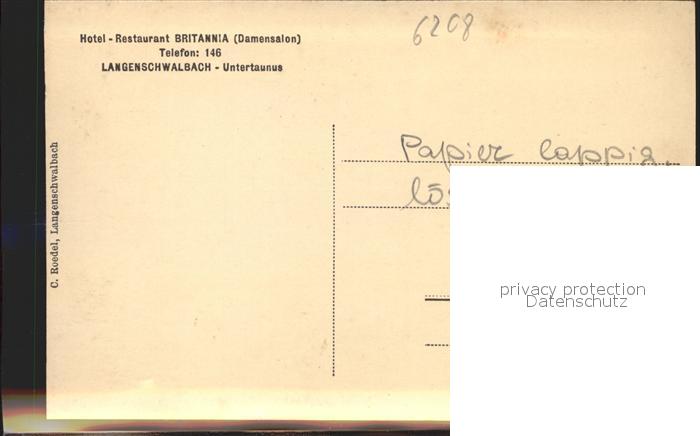 Hotel - Restaurant BRITANNIA (Damensalon)
Telefon: 146
LANGENSCHWALBACH - Untertaunus
C. Roedel, Langenschwalbach
6208
Papier lappig
privacy protection
Datenschutz